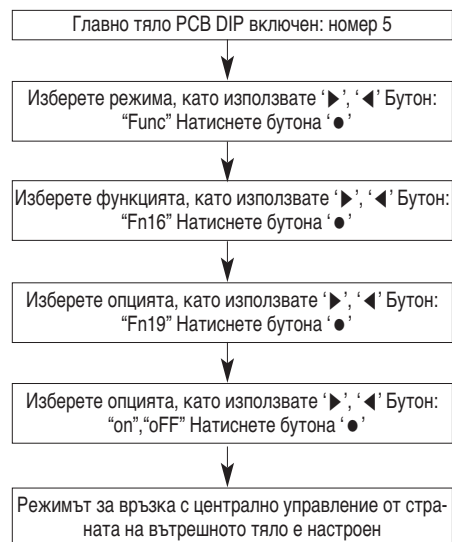 Главно тяло PCB DIP включен: номер 5
Изберете режима, като използвате ‘▶’, ‘◀’ Бутон:
“Func” Натиснете бутона ‘●’
Изберете функцията, като използвате ‘▶’, ‘◀’ Бутон:
“Fn16” Натиснете бутона ‘●’
Изберете опцията, като използвате ‘▶’, ‘◀’ Бутон:
“Fn19” Натиснете бутона ‘●’
Изберете опцията, като използвате ‘▶’, ‘◀’ Бутон:
“on”,“oFF” Натиснете бутона ‘●’
Режимът за връзка с централно управление от стра-
ната на вътрешното тяло е настроен